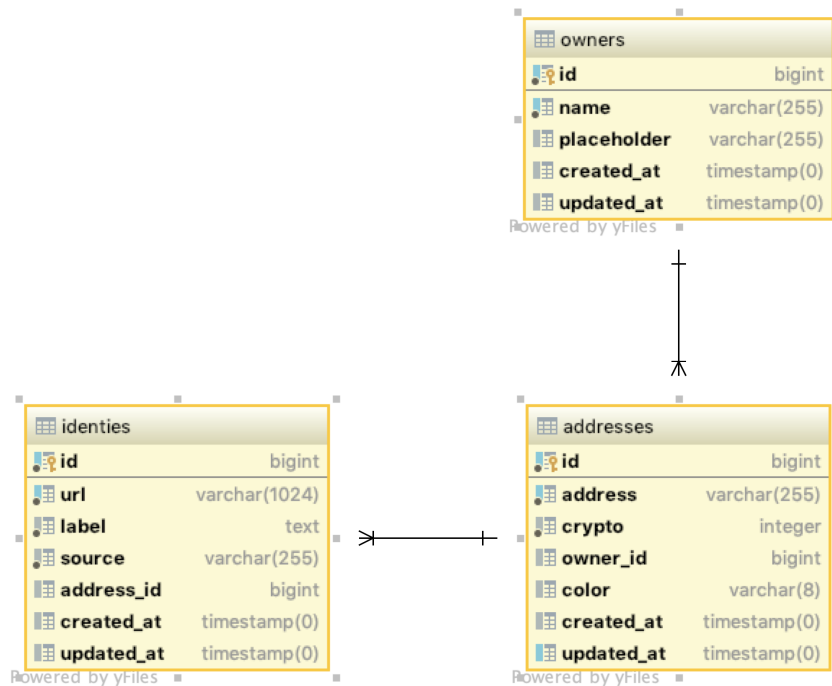 owners
id bigint
name varchar(255)
placeholder varchar(255)
created_at timestamp(0)
updated_at timestamp(0)
Powered by yFiles
identies
id bigint
url varchar(1024)
label text
source varchar(255)
address_id bigint
created_at timestamp(0)
updated_at timestamp(0)
Powered by yFiles
addresses
id bigint
address varchar(255)
crypto integer
owner_id bigint
color varchar(8)
created_at timestamp(0)
updated_at timestamp(0)
Powered by yFiles